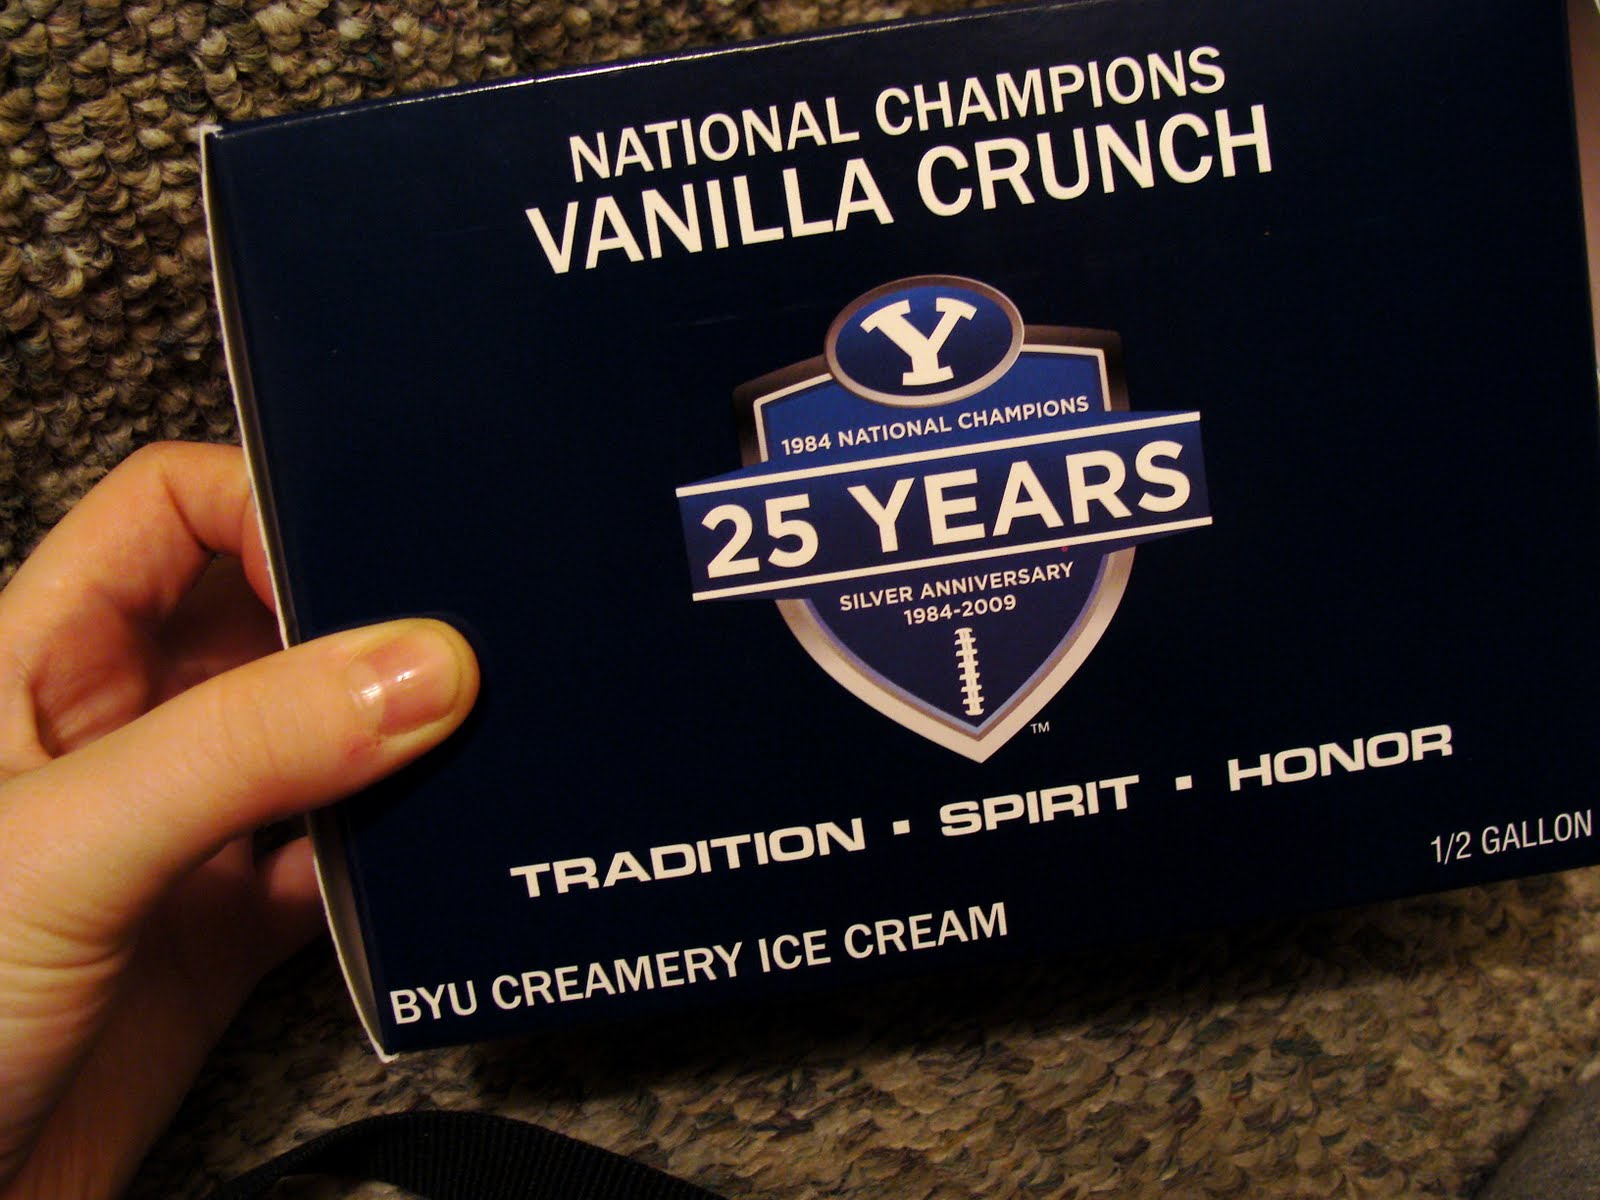 NATIONAL CHAMPIONS
VANILLA CRUNCH
Y
1984 NATIONAL CHAMPIONS
25 YEARS
SILVER ANNIVERSARY
1984-2009
TM
TRADITION · SPIRIT · HONOR
1/2 GALLON
BYU CREAMERY ICE CREAM